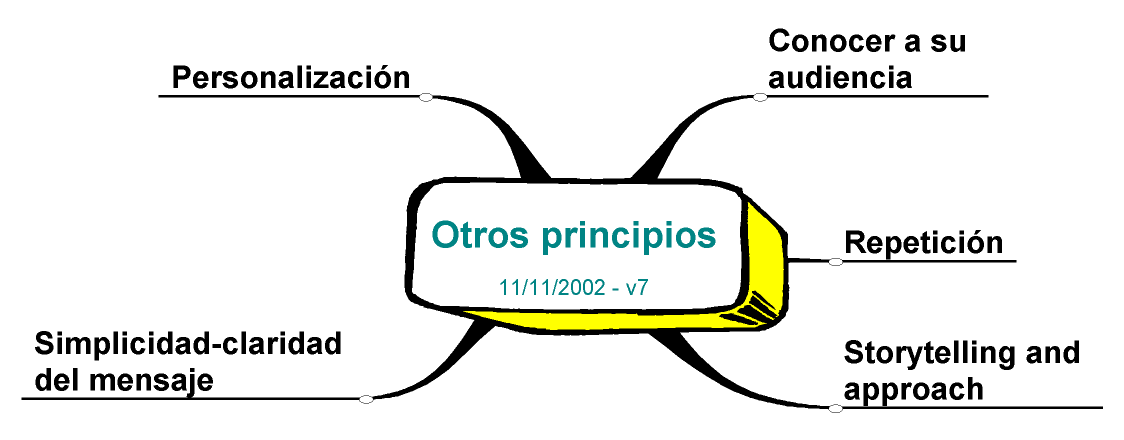 Personalización
Conocer a su
audiencia
Otros principios
11/11/2002 - v7
Repetición
Simplicidad-claridad
del mensaje
Storytelling and
approach